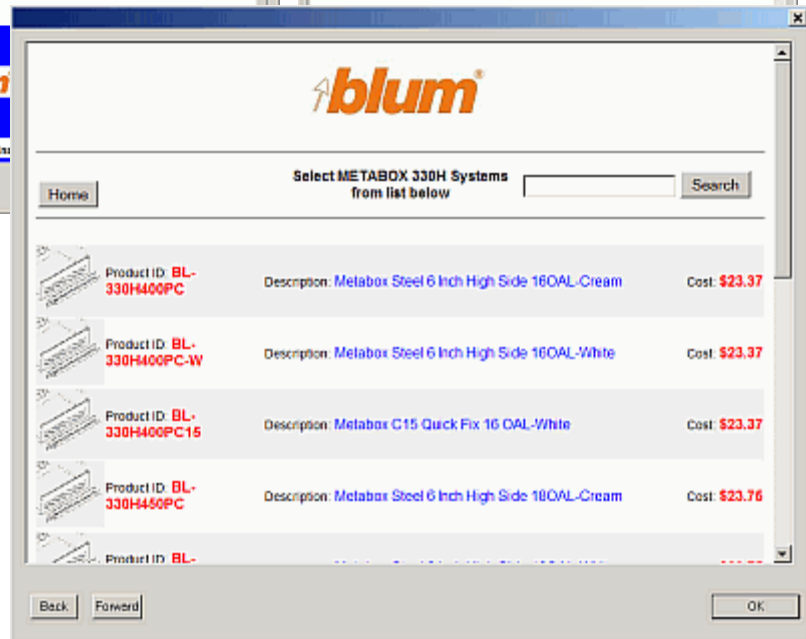 blum®
Select METABOX 330H Systems
from list below
Home
Search
Product ID: BL-
330H400PC
Description: Metabox Steel 6 Inch High Side 16OAL-Cream
Cost: $23.37
Product ID: BL-
330H400PC-W
Description: Metabox Steel 6 Inch High Side 16OAL-White
Cost: $23.37
Product ID: BL-
330H400PC15
Description: Metabox C15 Quick Fix 16 OAL-White
Cost: $23.37
Product ID: BL-
330H450PC
Description: Metabox Steel 6 Inch High Side 18OAL-Cream
Cost: $23.76
Product ID: BL-
Back
Forward
OK